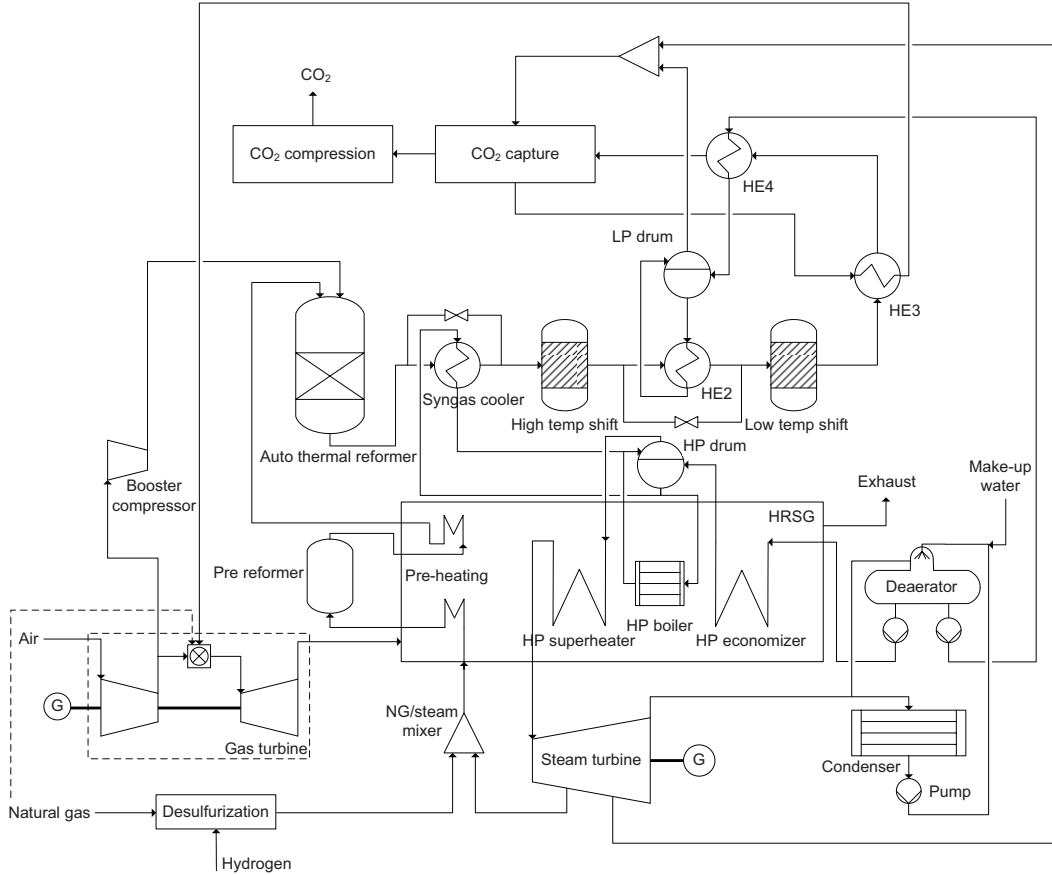 CO₂
CO₂ compression
CO₂ capture
HE4
LP drum
HE3
Syngas cooler
HE2
High temp shift
Low temp shift
Auto thermal reformer
HP drum
Booster
compressor
Make-up
water
Exhaust
HRSG
Pre reformer
Pre-heating
Deaerator
HP superheater
HP boiler
HP economizer
Air
G
Gas turbine
NG/steam
mixer
Steam turbine
G
Condenser
Pump
Natural gas
Desulfurization
Hydrogen